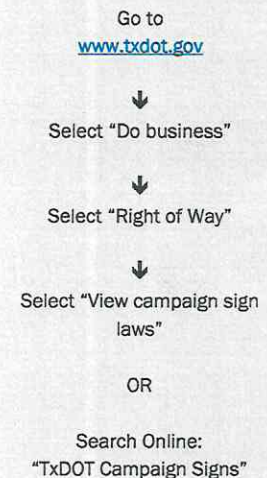 Go to
www.txdot.gov
↓
Select "Do business"
↓
Select "Right of Way"
↓
Select "View campaign sign
laws"
OR
Search Online:
"TxDOT Campaign Signs"